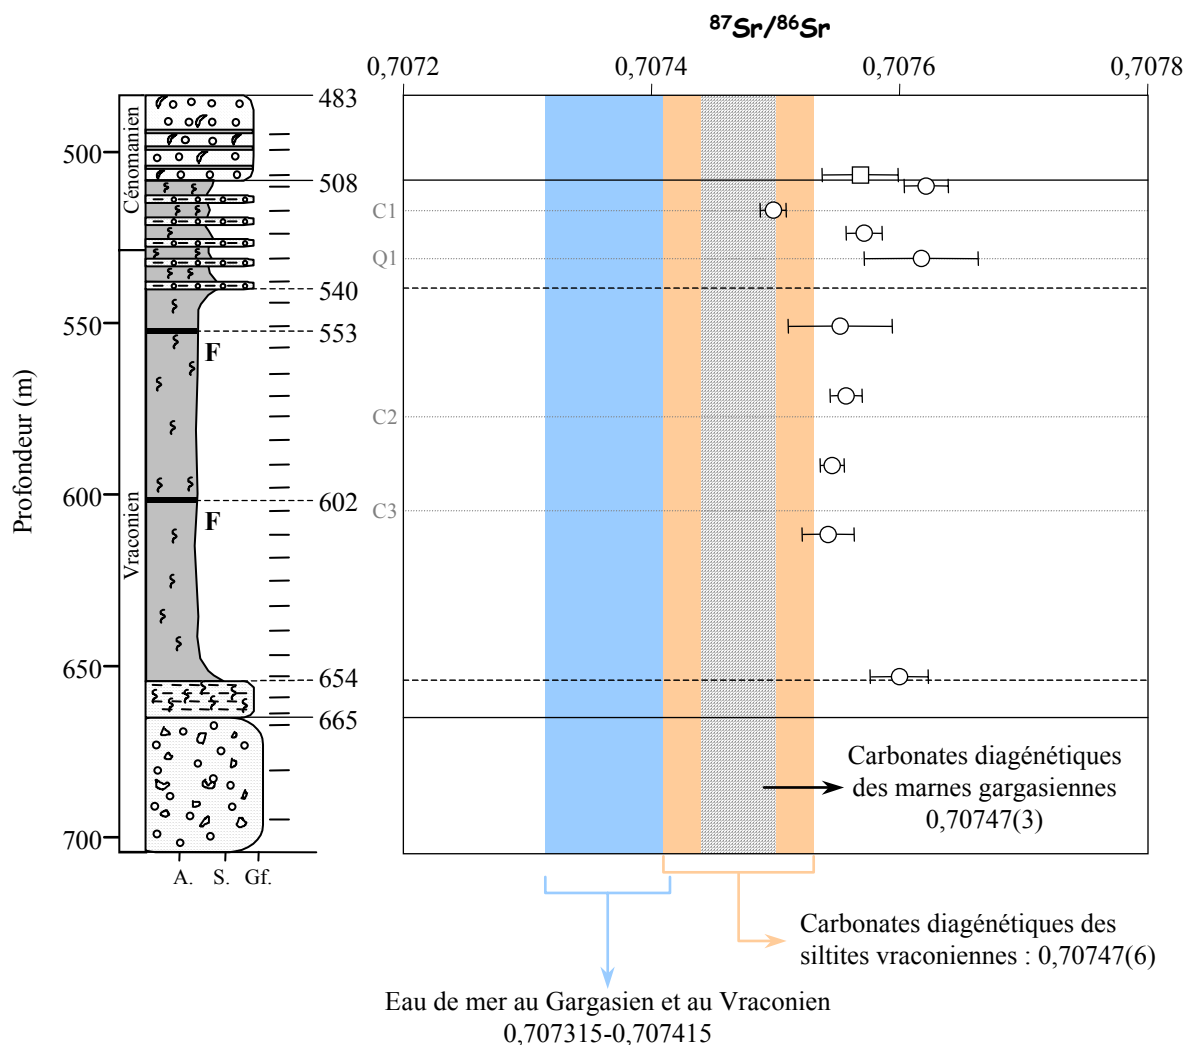 87Sr/86Sr
0,7072
0,7074
0,7076
0,7078
Profondeur (m)
500
550
600
650
700
Cénomanien
Vraconien
483
508
540
553
F
602
F
654
665
A.
S.
Gf.
C1
Q1
C2
C3
Carbonates diagénétiques
des marnes gargasiennes
0,70747(3)
Carbonates diagénétiques des
siltites vraconiennes : 0,70747(6)
Eau de mer au Gargasien et au Vraconien
0,707315-0,707415